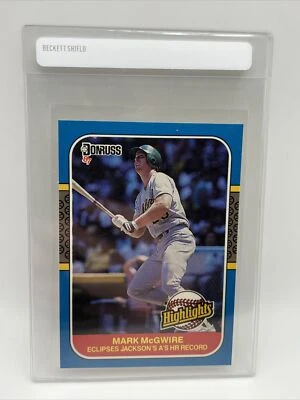 BECKETT SHIELD
DONRUSS
87
Highlights
MARK McGWIRE
ECLIPSES JACKSON'S A'S HR RECORD